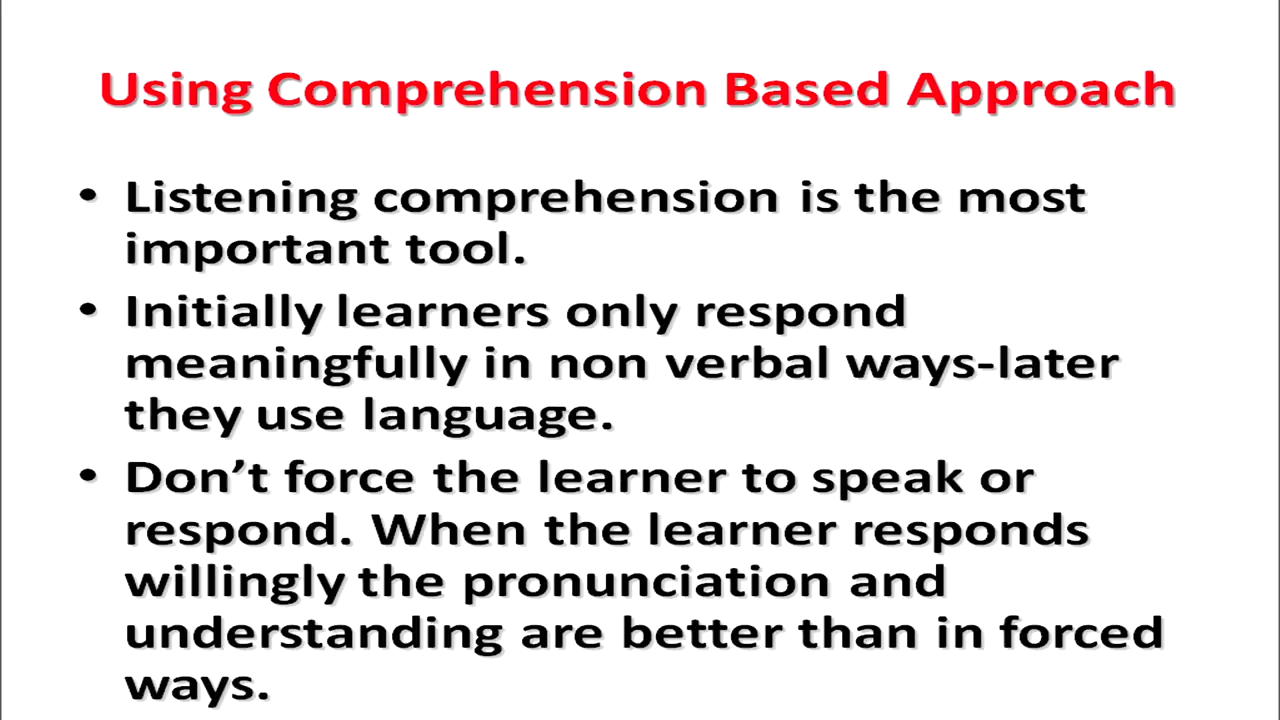 Using Comprehension Based Approach
• Listening comprehension is the most
important tool.
• Initially learners only respond
meaningfully in non verbal ways-later
they use language.
• Don’t force the learner to speak or
respond. When the learner responds
willingly the pronunciation and
understanding are better than in forced
ways.